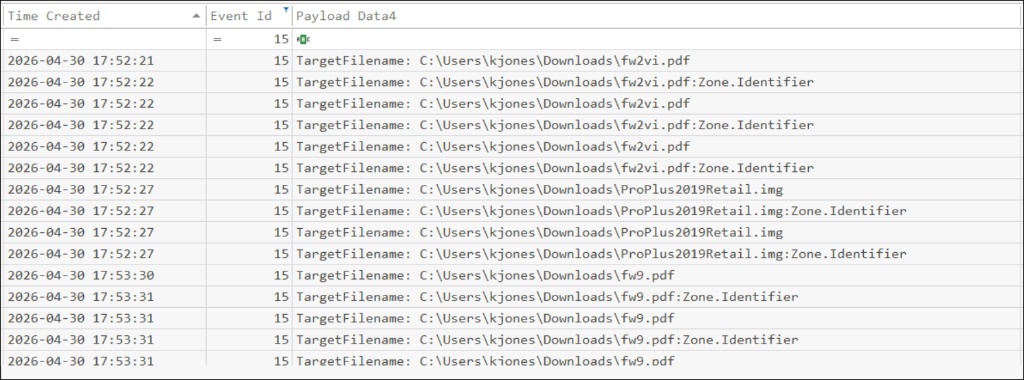 Time Created Event Id Payload Data4
= = 15
2026-04-30 17:52:21 15 TargetFilename: C:\Users\kjones\Downloads\fw2vi.pdf
2026-04-30 17:52:22 15 TargetFilename: C:\Users\kjones\Downloads\fw2vi.pdf:Zone.Identifier
2026-04-30 17:52:22 15 TargetFilename: C:\Users\kjones\Downloads\fw2vi.pdf
2026-04-30 17:52:22 15 TargetFilename: C:\Users\kjones\Downloads\fw2vi.pdf:Zone.Identifier
2026-04-30 17:52:22 15 TargetFilename: C:\Users\kjones\Downloads\fw2vi.pdf
2026-04-30 17:52:22 15 TargetFilename: C:\Users\kjones\Downloads\fw2vi.pdf:Zone.Identifier
2026-04-30 17:52:27 15 TargetFilename: C:\Users\kjones\Downloads\ProPlus2019Retail.img
2026-04-30 17:52:27 15 TargetFilename: C:\Users\kjones\Downloads\ProPlus2019Retail.img:Zone.Identifier
2026-04-30 17:52:27 15 TargetFilename: C:\Users\kjones\Downloads\ProPlus2019Retail.img
2026-04-30 17:52:27 15 TargetFilename: C:\Users\kjones\Downloads\ProPlus2019Retail.img:Zone.Identifier
2026-04-30 17:53:30 15 TargetFilename: C:\Users\kjones\Downloads\fw9.pdf
2026-04-30 17:53:31 15 TargetFilename: C:\Users\kjones\Downloads\fw9.pdf:Zone.Identifier
2026-04-30 17:53:31 15 TargetFilename: C:\Users\kjones\Downloads\fw9.pdf
2026-04-30 17:53:31 15 TargetFilename: C:\Users\kjones\Downloads\fw9.pdf:Zone.Identifier
2026-04-30 17:53:31 15 TargetFilename: C:\Users\kjones\Downloads\fw9.pdf